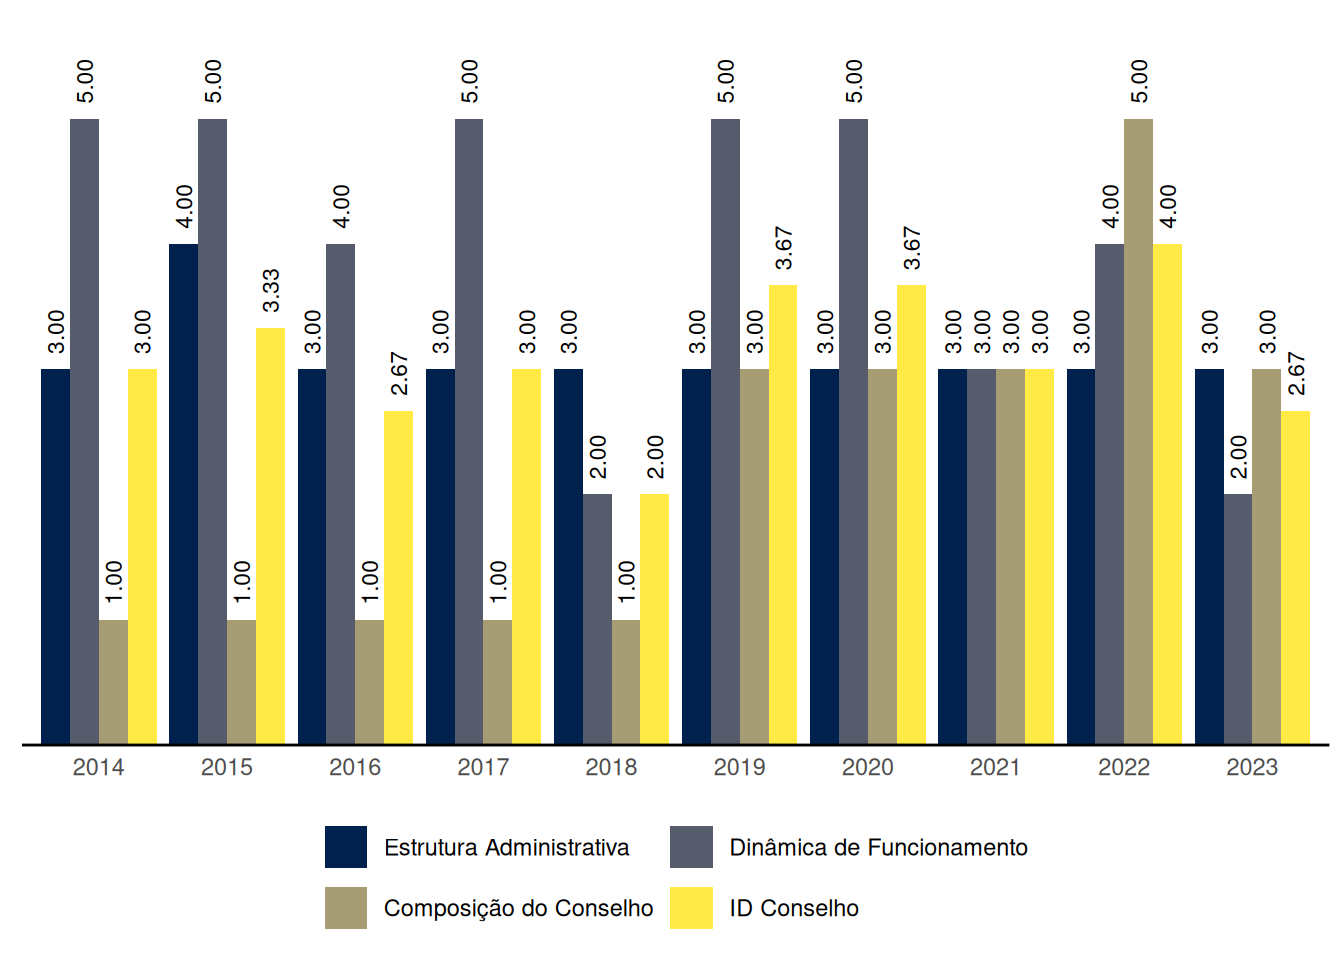 5.00 5.00 5.00 5.00 5.00 5.00
4.00 4.00 4.00 4.00
3.67 3.67
3.33
3.00 3.00 3.00 3.00 3.00 3.00 3.00 3.00 3.00 3.00 3.00 3.00 3.00 3.00 3.00 3.00 3.00
2.67 2.67
2.00 2.00 2.00
1.00 1.00 1.00 1.00 1.00
2014 2015 2016 2017 2018 2019 2020 2021 2022 2023
Estrutura Administrativa Dinâmica de Funcionamento
Composição do Conselho ID Conselho